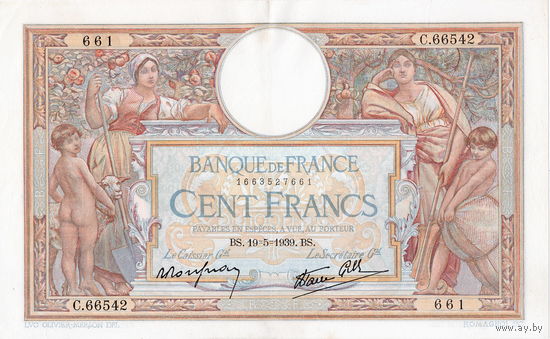 661 C.66542
BANQUE DE FRANCE
1663527661
CENT FRANCS
PAYABLES EN ESPÈCES, A VUE, AU PORTEUR
BS. 19=5=1939. BS.
Le Caissier Gal Le Secrétaire Gal
C.66542 661
LVC OLIVIER-MERSON DEL.
www.ay.by